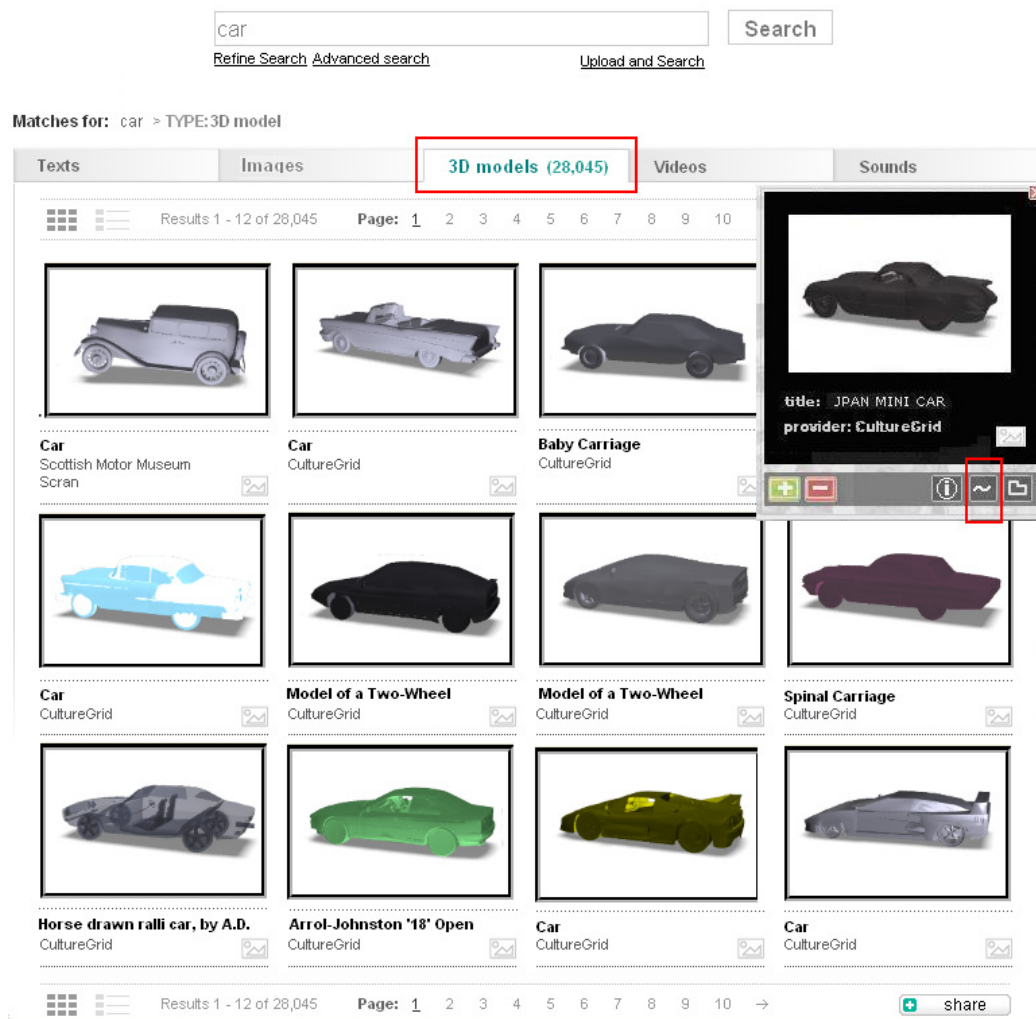 car
Search
Refine Search Advanced search
Upload and Search
Matches for: car > TYPE:3D model
Texts
Images
3D models (28,045)
Videos
Sounds
Results 1 - 12 of 28,045 Page: 1 2 3 4 5 6 7 8 9 10
title: JPAN MINI CAR
provider: CultureGrid
Car
Scottish Motor Museum
Scran
Car
CultureGrid
Baby Carriage
CultureGrid
Car
CultureGrid
Model of a Two-Wheel
CultureGrid
Model of a Two-Wheel
CultureGrid
Spinal Carriage
CultureGrid
Horse drawn ralli car, by A.D.
CultureGrid
Arrol-Johnston '18' Open
CultureGrid
Car
CultureGrid
Car
CultureGrid
Results 1 - 12 of 28,045 Page: 1 2 3 4 5 6 7 8 9 10 →
share